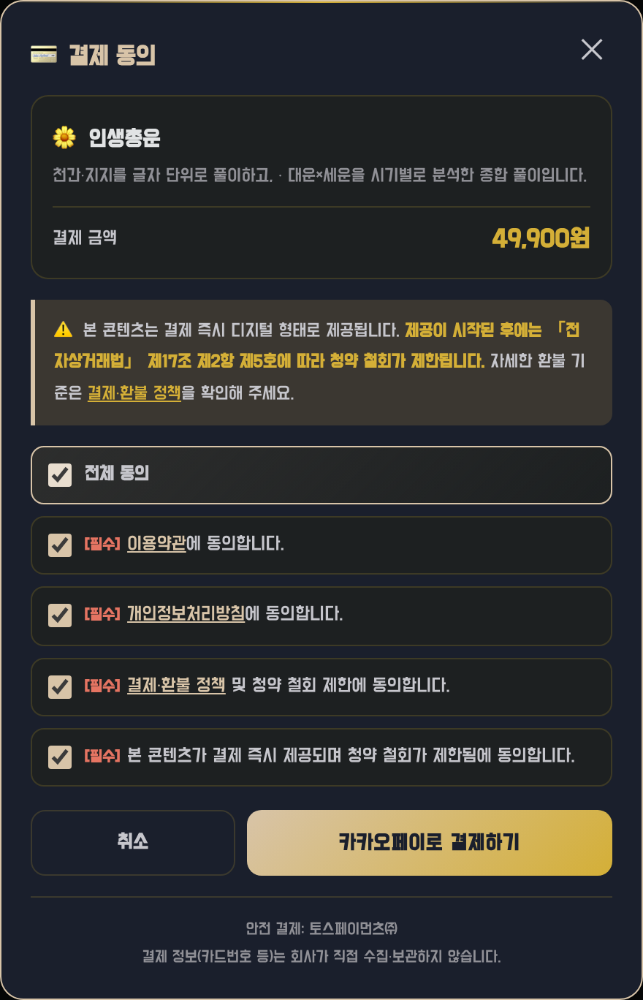 결제 동의
인생총운
천간·지지를 글자 단위로 풀이하고, · 대운×세운을 시기별로 분석한 종합 풀이입니다.
결제 금액 49,900원
본 콘텐츠는 결제 즉시 디지털 형태로 제공됩니다. 제공이 시작된 후에는 「전
자상거래법」 제17조 제2항 제5호에 따라 청약 철회가 제한됩니다. 자세한 환불 기
준은 결제·환불 정책을 확인해 주세요.
전체 동의
[필수] 이용약관에 동의합니다.
[필수] 개인정보처리방침에 동의합니다.
[필수] 결제·환불 정책 및 청약 철회 제한에 동의합니다.
[필수] 본 콘텐츠가 결제 즉시 제공되며 청약 철회가 제한됨에 동의합니다.
취소 카카오페이로 결제하기
안전 결제: 토스페이먼츠㈜
결제 정보(카드번호 등)는 회사가 직접 수집·보관하지 않습니다.